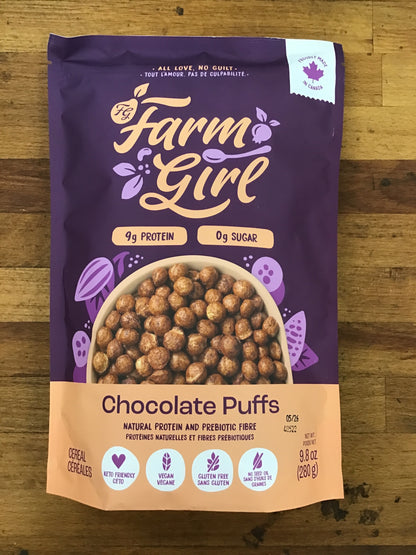 · ALL LOVE, NO GUILT ·
· TOUT L'AMOUR, PAS DE CULPABILITÉ ·
PROUDLY MADE
IN CANADA
FG
Farm
Girl
9g PROTEIN
0g SUGAR
Chocolate Puffs
NATURAL PROTEIN AND PREBIOTIC FIBRE
PROTÉINES NATURELLES ET FIBRES PRÉBIOTIQUES
05/26
CEREAL
CÉRÉALES
KETO FRIENDLY
CÉTO
VEGAN
VÉGANE
GLUTEN FREE
SANS GLUTEN
NO SEED OIL
SANS D'HUILE DE
GRAINES
NET WT. /
POIDS NET
9.8 oz
(280 g)